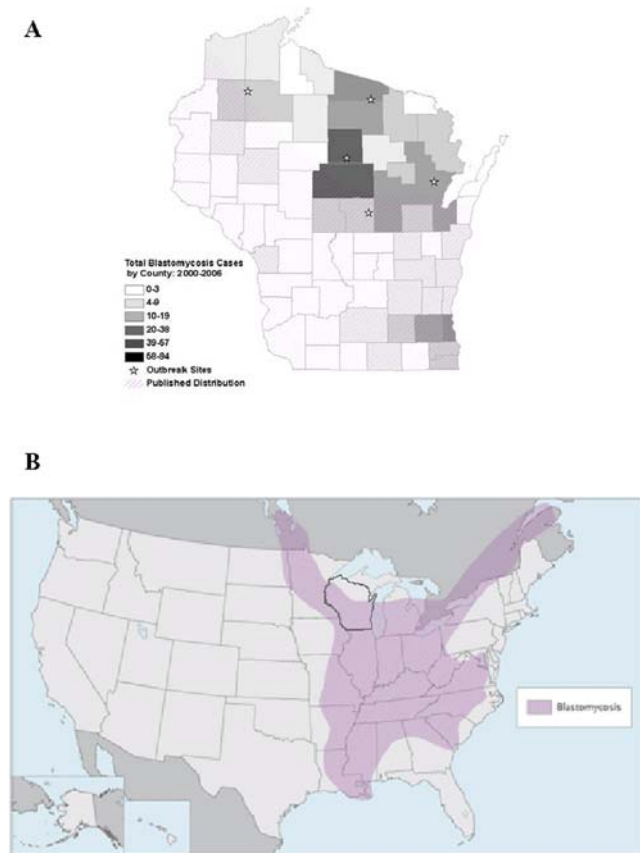 A
Total Blastomycosis Cases
by County: 2000-2006
0-3
4-9
10-19
20-38
39-57
58-94
Outbreak Sites
Published Distribution
B
Blastomycosis